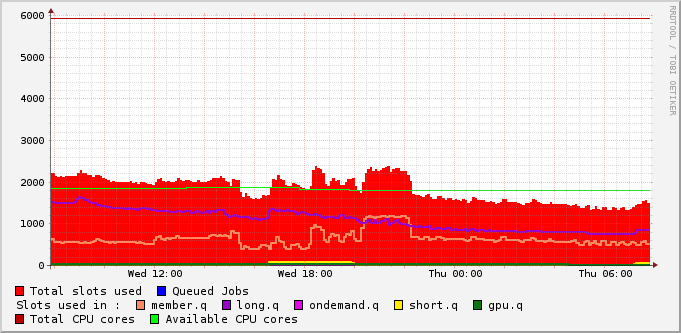 RRDTOOL / TOBI OETIKER
6000
5000
4000
3000
2000
1000
0
Wed 12:00 Wed 18:00 Thu 00:00 Thu 06:00
Total slots used Queued Jobs
Slots used in : member.q long.q ondemand.q short.q gpu.q
Total CPU cores Available CPU cores